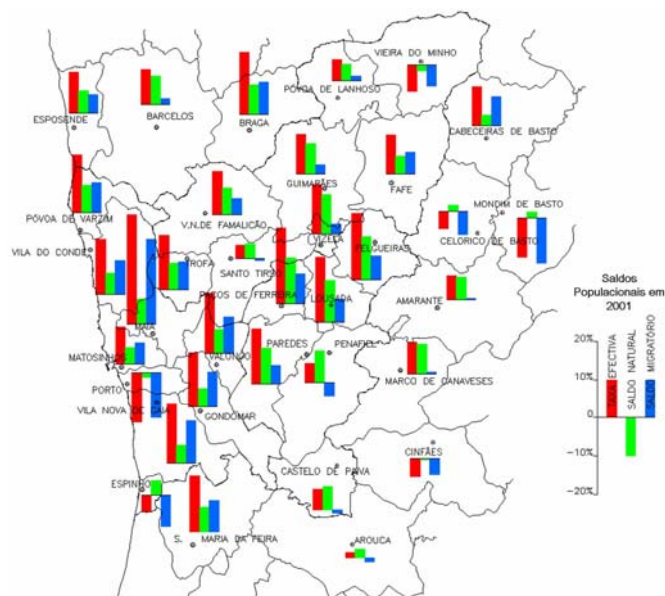 VIEIRA DO MINHO
PÓVOA DE LANHOSO
ESPOSENDE
BARCELOS
BRAGA
CABECEIRAS DE BASTO
GUIMARÃES
FAFE
MONDIM DE BASTO
PÓVOA DE VARZIM
V.N.DE FAMALICÃO
VIZELA
CELORICO DE BASTO
VILA DO CONDE
FELGUEIRAS
TROFA
SANTO TIRSO
PAÇOS DE FERREIRA
LOUSADA
AMARANTE
MAIA
MATOSINHOS
VALONGO
PAREDES
PENAFIEL
MARCO DE CANAVESES
PORTO
VILA NOVA DE GAIA
GONDOMAR
CINFÃES
ESPINHO
CASTELO DE PAIVA
S. MARIA DA FEIRA
AROUCA
Saldos
Populacionais em
2001
20%
10%
0
-10%
-20%
TAXA EFECTIVA
SALDO NATURAL
SALDO MIGRATÓRIO